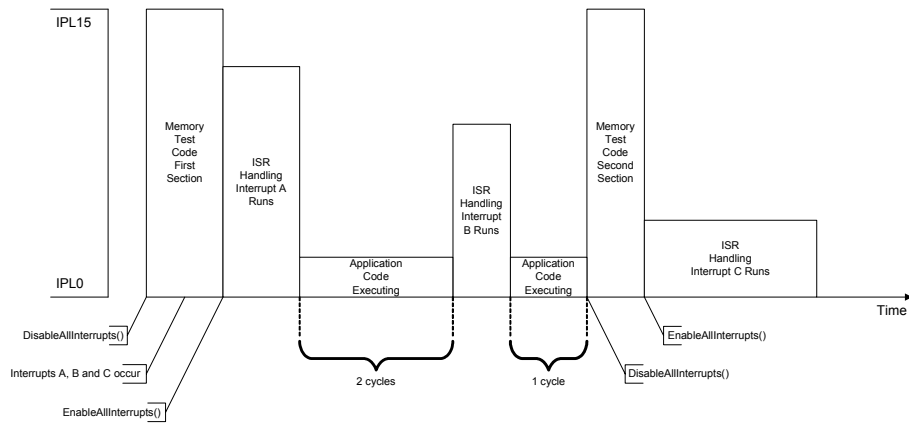 IPL15
Memory
Test
Code
First
Section
ISR
Handling
Interrupt A
Runs
ISR
Handling
Interrupt
B Runs
Memory
Test
Code
Second
Section
ISR
Handling
Interrupt C Runs
Application
Code
Executing
Application
Code
Executing
IPL0
Time
DisableAllInterrupts()
EnableAllInterrupts()
Interrupts A, B and C occur
DisableAllInterrupts()
2 cycles
1 cycle
EnableAllInterrupts()